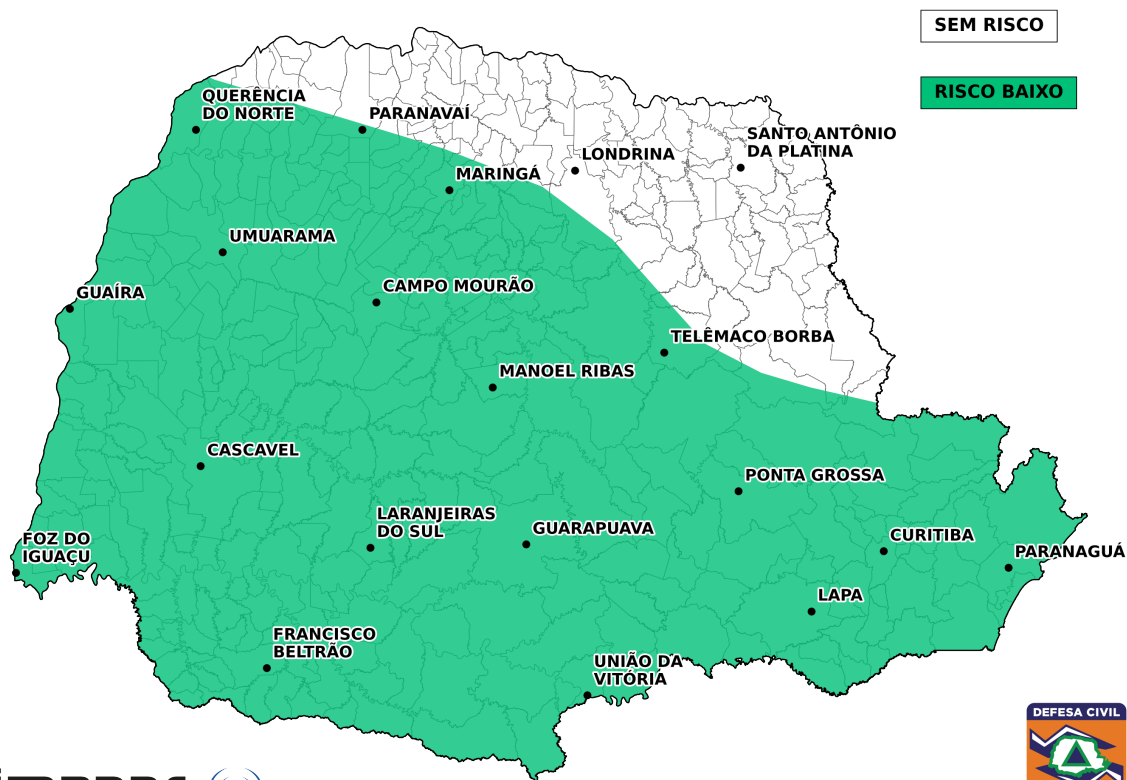 SEM RISCO
RISCO BAIXO
QUERÊNCIA
DO NORTE
PARANAVAÍ
SANTO ANTÔNIO
DA PLATINA
LONDRINA
MARINGÁ
UMUARAMA
CAMPO MOURÃO
GUAÍRA
TELÊMACO BORBA
MANOEL RIBAS
CASCAVEL
PONTA GROSSA
LARANJEIRAS
DO SUL
GUARAPUAVA
CURITIBA
FOZ DO
IGUAÇU
PARANAGUÁ
LAPA
FRANCISCO
BELTRÃO
UNIÃO DA
VITÓRIA
DEFESA CIVIL